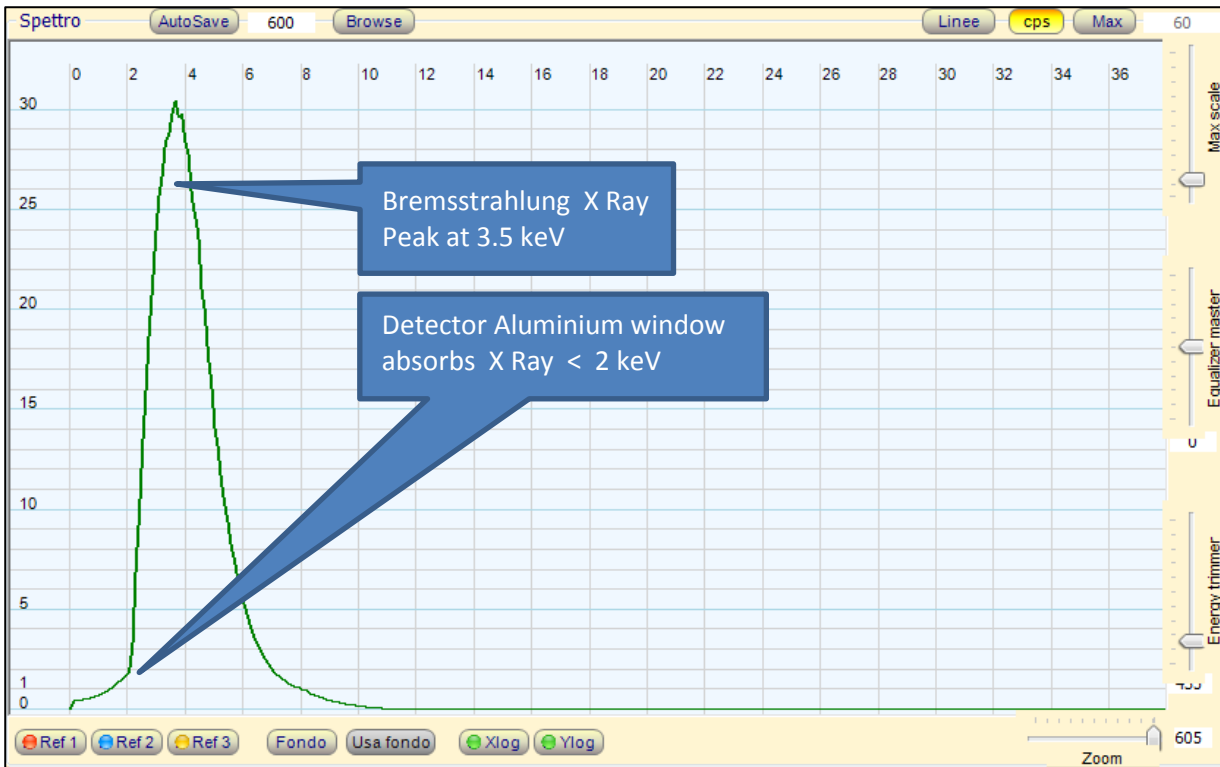 Spettro AutoSave 600 Browse Linee cps Max 60
0 2 4 6 8 10 12 14 16 18 20 22 24 26 28 30 32 34 36
30
25
20
15
10
5
1
0
Bremsstrahlung X Ray
Peak at 3.5 keV
Detector Aluminium window
absorbs X Ray < 2 keV
Max scale
Equalizer master
0
Energy trimmer
Ref 1 Ref 2 Ref 3 Fondo Usa fondo Xlog Ylog
Zoom
605